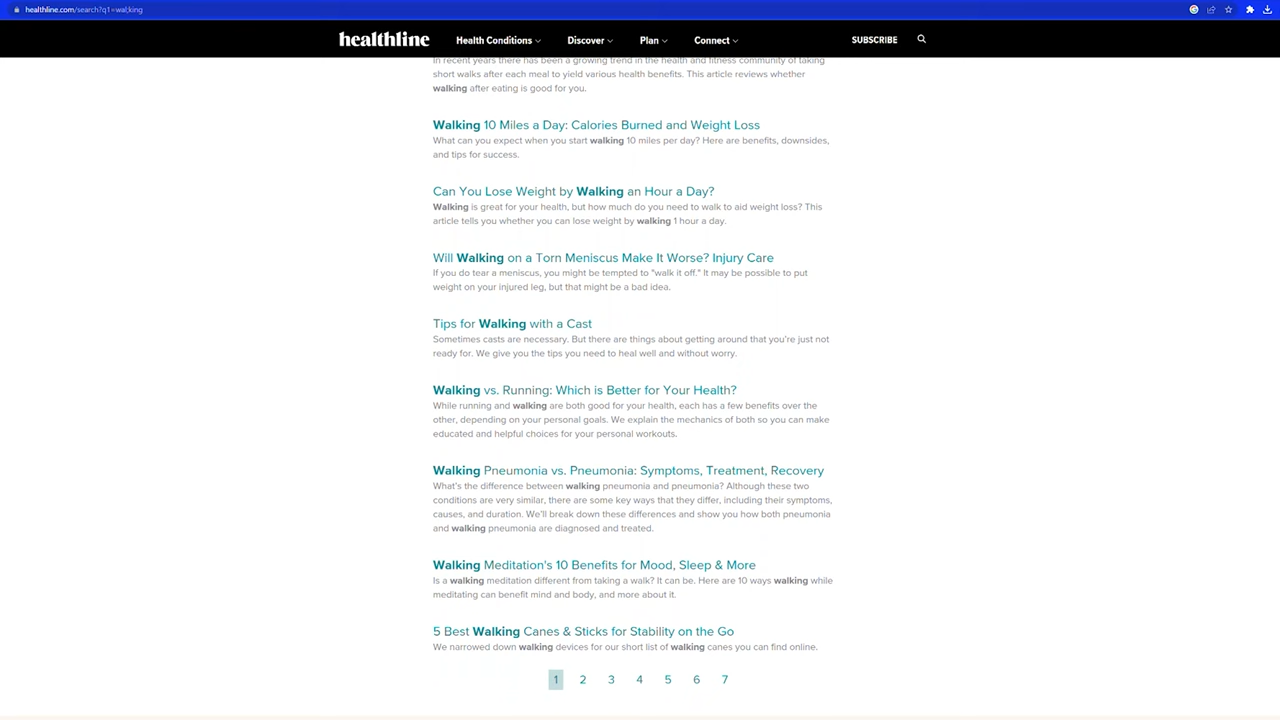 healthline.com/search?q1=wal;king
healthline
Health Conditions
Discover
Plan
Connect
SUBSCRIBE
In recent years there has been a growing trend in the health and fitness community of taking
short walks after each meal to yield various health benefits. This article reviews whether
walking after eating is good for you.
Walking 10 Miles a Day: Calories Burned and Weight Loss
What can you expect when you start walking 10 miles per day? Here are benefits, downsides,
and tips for success.
Can You Lose Weight by Walking an Hour a Day?
Walking is great for your health, but how much do you need to walk to aid weight loss? This
article tells you whether you can lose weight by walking 1 hour a day.
Will Walking on a Torn Meniscus Make It Worse? Injury Care
If you do tear a meniscus, you might be tempted to "walk it off." It may be possible to put
weight on your injured leg, but that might be a bad idea.
Tips for Walking with a Cast
Sometimes casts are necessary. But there are things about getting around that you're just not
ready for. We give you the tips you need to heal well and without worry.
Walking vs. Running: Which is Better for Your Health?
While running and walking are both good for your health, each has a few benefits over the
other, depending on your personal goals. We explain the mechanics of both so you can make
educated and helpful choices for your personal workouts.
Walking Pneumonia vs. Pneumonia: Symptoms, Treatment, Recovery
What's the difference between walking pneumonia and pneumonia? Although these two
conditions are very similar, there are some key ways that they differ, including their symptoms,
causes, and duration. We'll break down these differences and show you how both pneumonia
and walking pneumonia are diagnosed and treated.
Walking Meditation's 10 Benefits for Mood, Sleep & More
Is a walking meditation different from taking a walk? It can be. Here are 10 ways walking while
meditating can benefit mind and body, and more about it.
5 Best Walking Canes & Sticks for Stability on the Go
We narrowed down walking devices for our short list of walking canes you can find online.
1 2 3 4 5 6 7